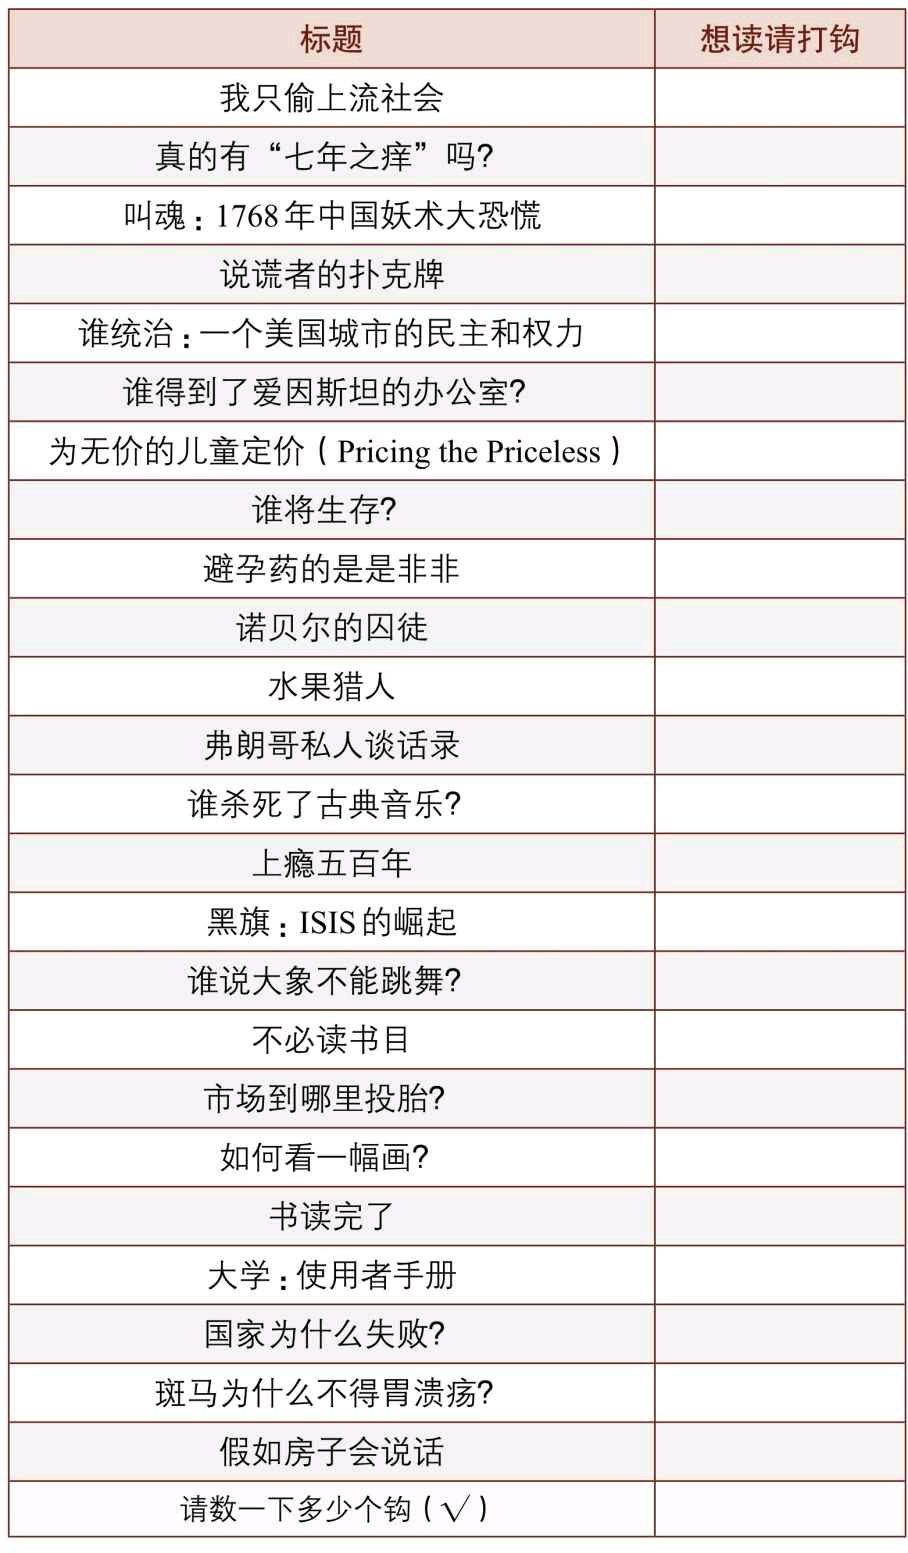 标题 想读请打钩
我只偷上流社会
真的有“七年之痒”吗?
叫魂：1768年中国妖术大恐慌
说谎者的扑克牌
谁统治：一个美国城市的民主和权力
谁得到了爱因斯坦的办公室?
为无价的儿童定价（Pricing the Priceless）
谁将生存?
避孕药的是是非非
诺贝尔的囚徒
水果猎人
弗朗哥私人谈话录
谁杀死了古典音乐?
上瘾五百年
黑旗：ISIS的崛起
谁说大象不能跳舞?
不必读书目
市场到哪里投胎?
如何看一幅画?
书读完了
大学：使用者手册
国家为什么失败?
斑马为什么不得胃溃疡?
假如房子会说话
请数一下多少个钩（√）